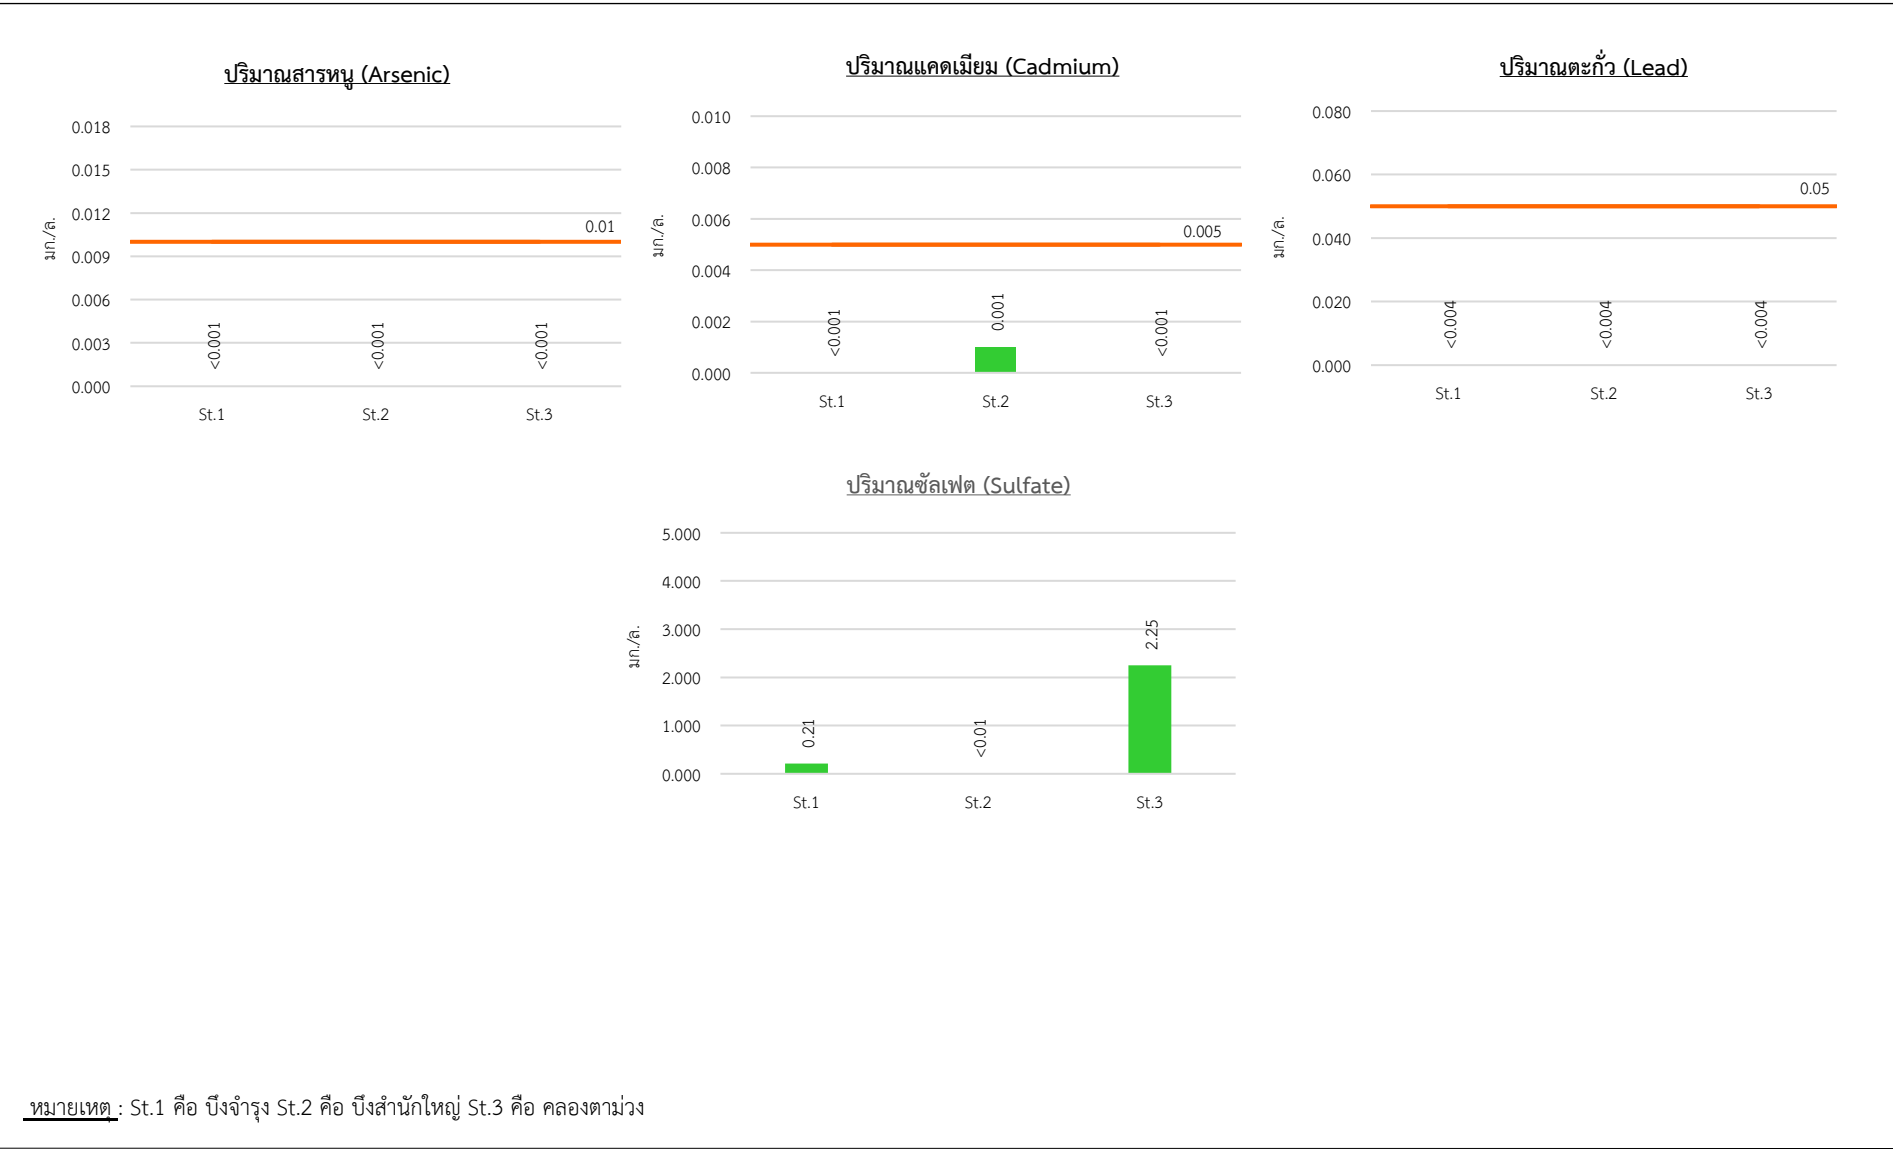 ปริมาณสารหนู (Arsenic)
0.018
0.015
0.012
0.009
0.006
0.003
0.000
มก./ล.
0.01
<0.001
<0.001
<0.001
St.1
St.2
St.3
ปริมาณแคดเมียม (Cadmium)
0.010
0.008
0.006
0.004
0.002
0.000
มก./ล.
0.005
<0.001
0.001
<0.001
St.1
St.2
St.3
ปริมาณตะกั่ว (Lead)
0.080
0.060
0.040
0.020
0.000
มก./ล.
0.05
<0.004
<0.004
<0.004
St.1
St.2
St.3
ปริมาณซัลเฟต (Sulfate)
5.000
4.000
3.000
2.000
1.000
0.000
มก./ล.
0.21
<0.01
2.25
St.1
St.2
St.3
หมายเหตุ : St.1 คือ บึงจำรุง St.2 คือ บึงสำนักใหญ่ St.3 คือ คลองตาม่วง